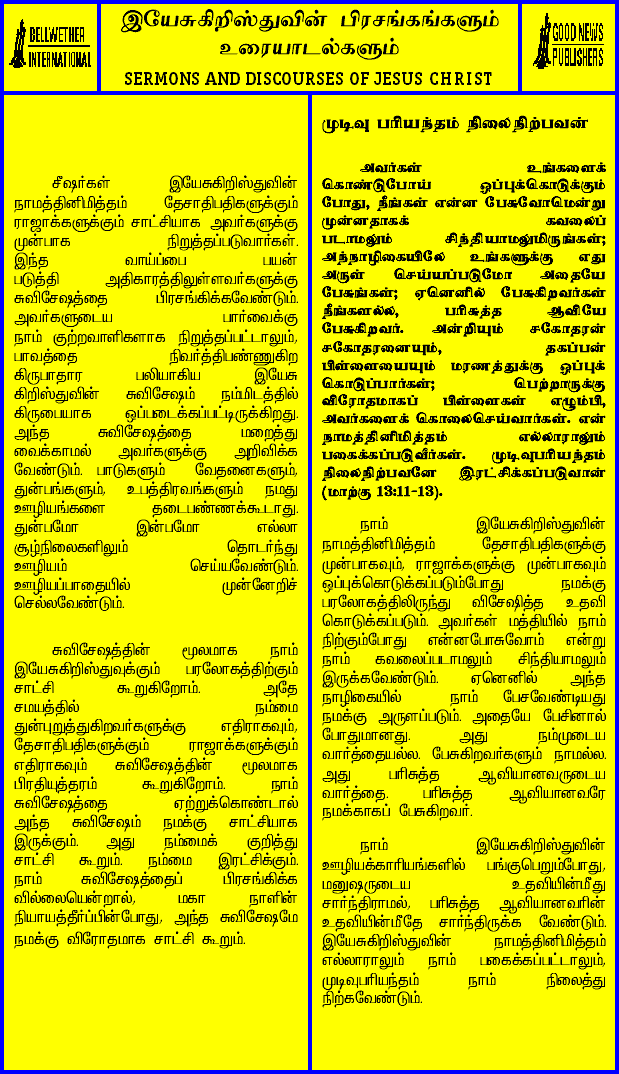 BELLWETHER
INTERNATIONAL
இயேசுகிறிஸ்துவின் பிரசங்கங்களும்
உரையாடல்களும்
SERMONS AND DISCOURSES OF JESUS CHRIST
GOOD NEWS
PUBLISHERS
சீஷர்கள் இயேசுகிறிஸ்துவின்
நாமத்தினிமித்தம் தேசாதிபதிகளுக்கும்
ராஜாக்களுக்கும் சாட்சியாக அவர்களுக்கு
முன்பாக நிறுத்தப்படுவார்கள்.
இந்த வாய்ப்பை பயன்
படுத்தி அதிகாரத்திலுள்ளவர்களுக்கு
சுவிசேஷத்தை பிரசங்கிக்கவேண்டும்.
அவர்களுடைய பார்வைக்கு
நாம் குற்றவாளிகளாக நிறுத்தப்பட்டாலும்,
பாவத்தை நிவர்த்திபண்ணுகிற
கிருபாதார பலியாகிய இயேசு
கிறிஸ்துவின் சுவிசேஷம் நம்மிடத்தில்
கிருபையாக ஒப்படைக்கப்பட்டிருக்கிறது.
அந்த சுவிசேஷத்தை மறைத்து
வைக்காமல் அவர்களுக்கு அறிவிக்க
வேண்டும். பாடுகளும் வேதனைகளும்,
துன்பங்களும், உபத்திரவங்களும் நமது
ஊழியங்களை தடைபண்ணக்கூடாது.
துன்பமோ இன்பமோ எல்லா
சூழ்நிலைகளிலும் தொடர்ந்து
ஊழியம் செய்யவேண்டும்.
ஊழியப்பாதையில் முன்னேறிச்
செல்லவேண்டும்.
சுவிசேஷத்தின் மூலமாக நாம்
இயேசுகிறிஸ்துவுக்கும் பரலோகத்திற்கும்
சாட்சி கூறுகிறோம். அதே
சமயத்தில் நம்மை
துன்புறுத்துகிறவர்களுக்கு எதிராகவும்,
தேசாதிபதிகளுக்கும் ராஜாக்களுக்கும்
எதிராகவும் சுவிசேஷத்தின் மூலமாக
பிரதியுத்தரம் கூறுகிறோம். நாம்
சுவிசேஷத்தை ஏற்றுக்கொண்டால்
அந்த சுவிசேஷம் நமக்கு சாட்சியாக
இருக்கும். அது நம்மைக் குறித்து
சாட்சி கூறும். நம்மை இரட்சிக்கும்.
நாம் சுவிசேஷத்தைப் பிரசங்கிக்க
வில்லையென்றால், மகா நாளின்
நியாயத்தீர்ப்பின்போது, அந்த சுவிசேஷமே
நமக்கு விரோதமாக சாட்சி கூறும்.
முடிவு பரியந்தம் நிலைநிற்பவன்
அவர்கள் உங்களைக்
கொண்டுபோய் ஒப்புக்கொடுக்கும்
போது, நீங்கள் என்ன பேசுவோமென்று
முன்னதாகக் கவலைப்
படாமலும் சிந்தியாமலுமிருங்கள்;
அந்நாழிகையிலே உங்களுக்கு எது
அருள் செய்யப்படுமோ அதையே
பேசுங்கள்; ஏனெனில் பேசுகிறவர்கள்
நீங்களல்ல, பரிசுத்த ஆவியே
பேசுகிறவர். அன்றியும் சகோதரன்
சகோதரனையும், தகப்பன்
பிள்ளையையும் மரணத்துக்கு ஒப்புக்
கொடுப்பார்கள்; பெற்றாருக்கு
விரோதமாகப் பிள்ளைகள் எழும்பி,
அவர்களைக் கொலைசெய்வார்கள். என்
நாமத்தினிமித்தம் எல்லாராலும்
பகைக்கப்படுவீர்கள். முடிவுபரியந்தம்
நிலைநிற்பவனே இரட்சிக்கப்படுவான்
(மாற்கு 13:11-13).
நாம் இயேசுகிறிஸ்துவின்
நாமத்தினிமித்தம் தேசாதிபதிகளுக்கு
முன்பாகவும், ராஜாக்களுக்கு முன்பாகவும்
ஒப்புக்கொடுக்கப்படும்போது நமக்கு
பரலோகத்திலிருந்து விசேஷித்த உதவி
கொடுக்கப்படும். அவர்கள் மத்தியில் நாம்
நிற்கும்போது என்னபோசுவோம் என்று
நாம் கவலைப்படாமலும் சிந்தியாமலும்
இருக்கவேண்டும். ஏனெனில் அந்த
நாழிகையில் நாம் பேசவேண்டியது
நமக்கு அருளப்படும். அதையே பேசினால்
போதுமானது. அது நம்முடைய
வார்த்தையல்ல. பேசுகிறவர்களும் நாமல்ல.
அது பரிசுத்த ஆவியானவருடைய
வார்த்தை. பரிசுத்த ஆவியானவரே
நமக்காகப் பேசுகிறவர்.
நாம் இயேசுகிறிஸ்துவின்
ஊழியக்காரியங்களில் பங்குபெறும்போது,
மனுஷருடைய உதவியின்மீது
சார்ந்திராமல், பரிசுத்த ஆவியானவரின்
உதவியின்மீதே சார்ந்திருக்க வேண்டும்.
இயேசுகிறிஸ்துவின் நாமத்தினிமித்தம்
எல்லாராலும் நாம் பகைக்கப்பட்டாலும்,
முடிவுபரியந்தம் நாம் நிலைத்து
நிற்கவேண்டும்.